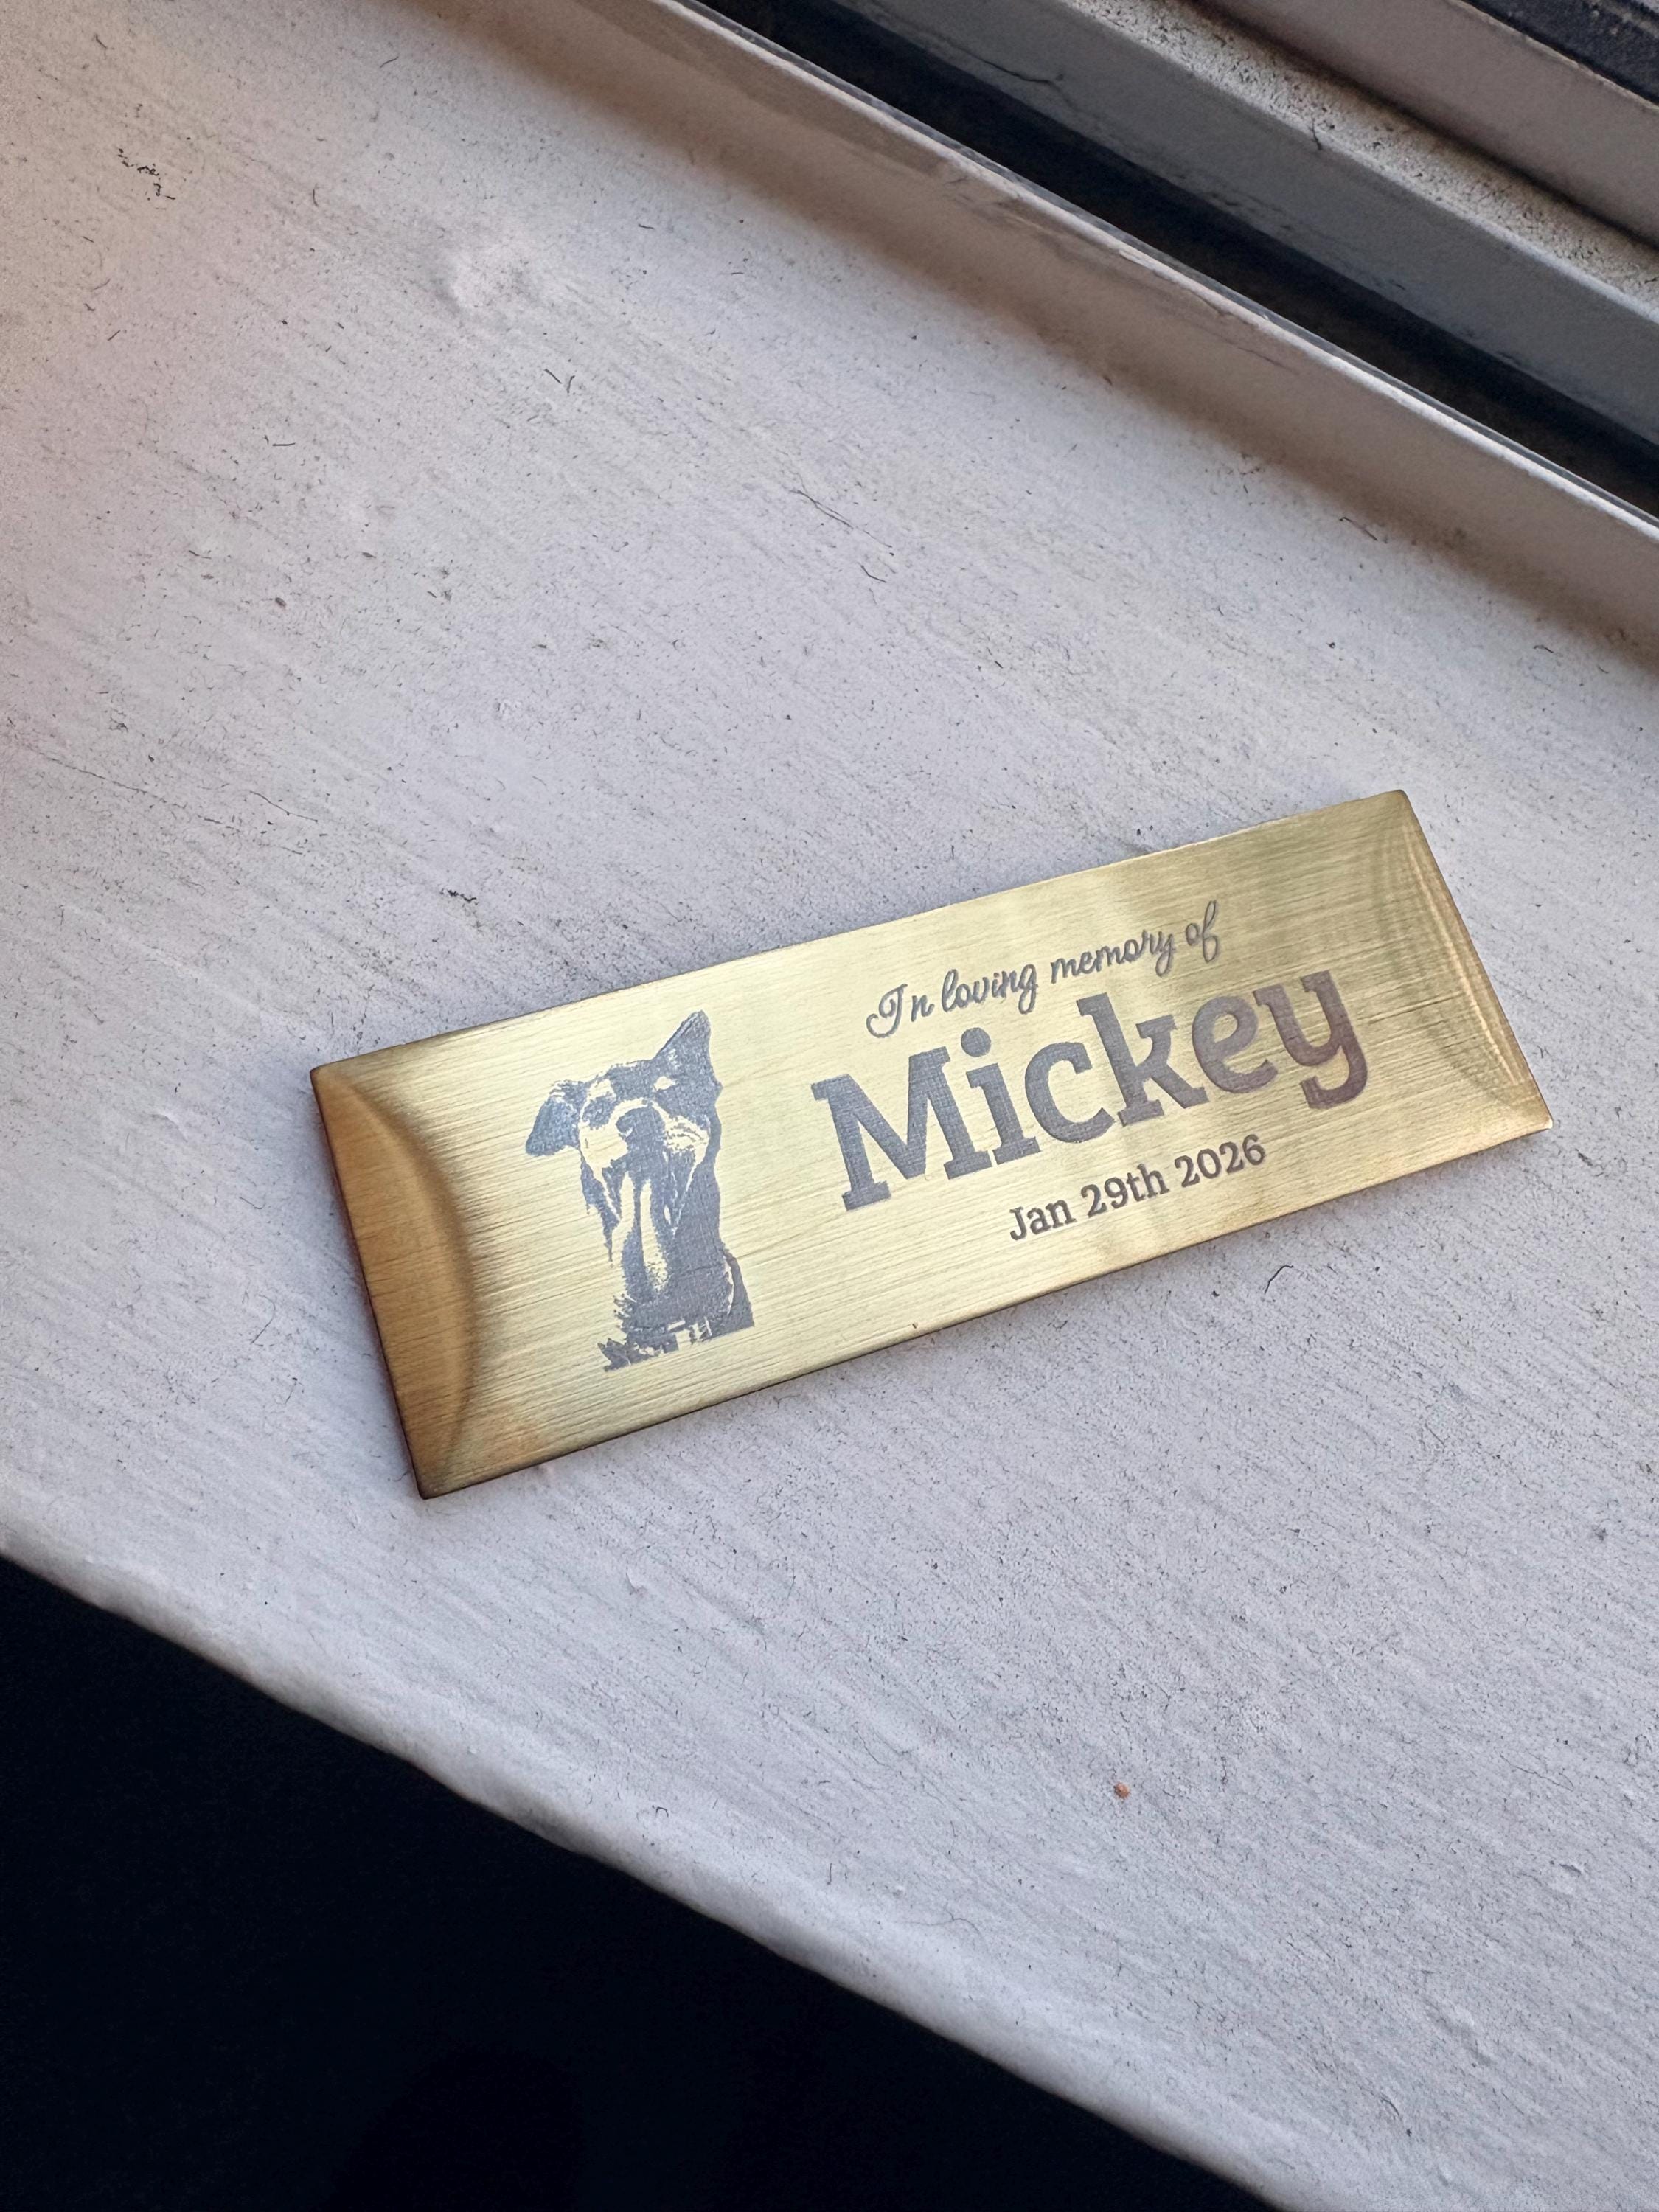 In loving memory of
Mickey
Jan 29th 2026